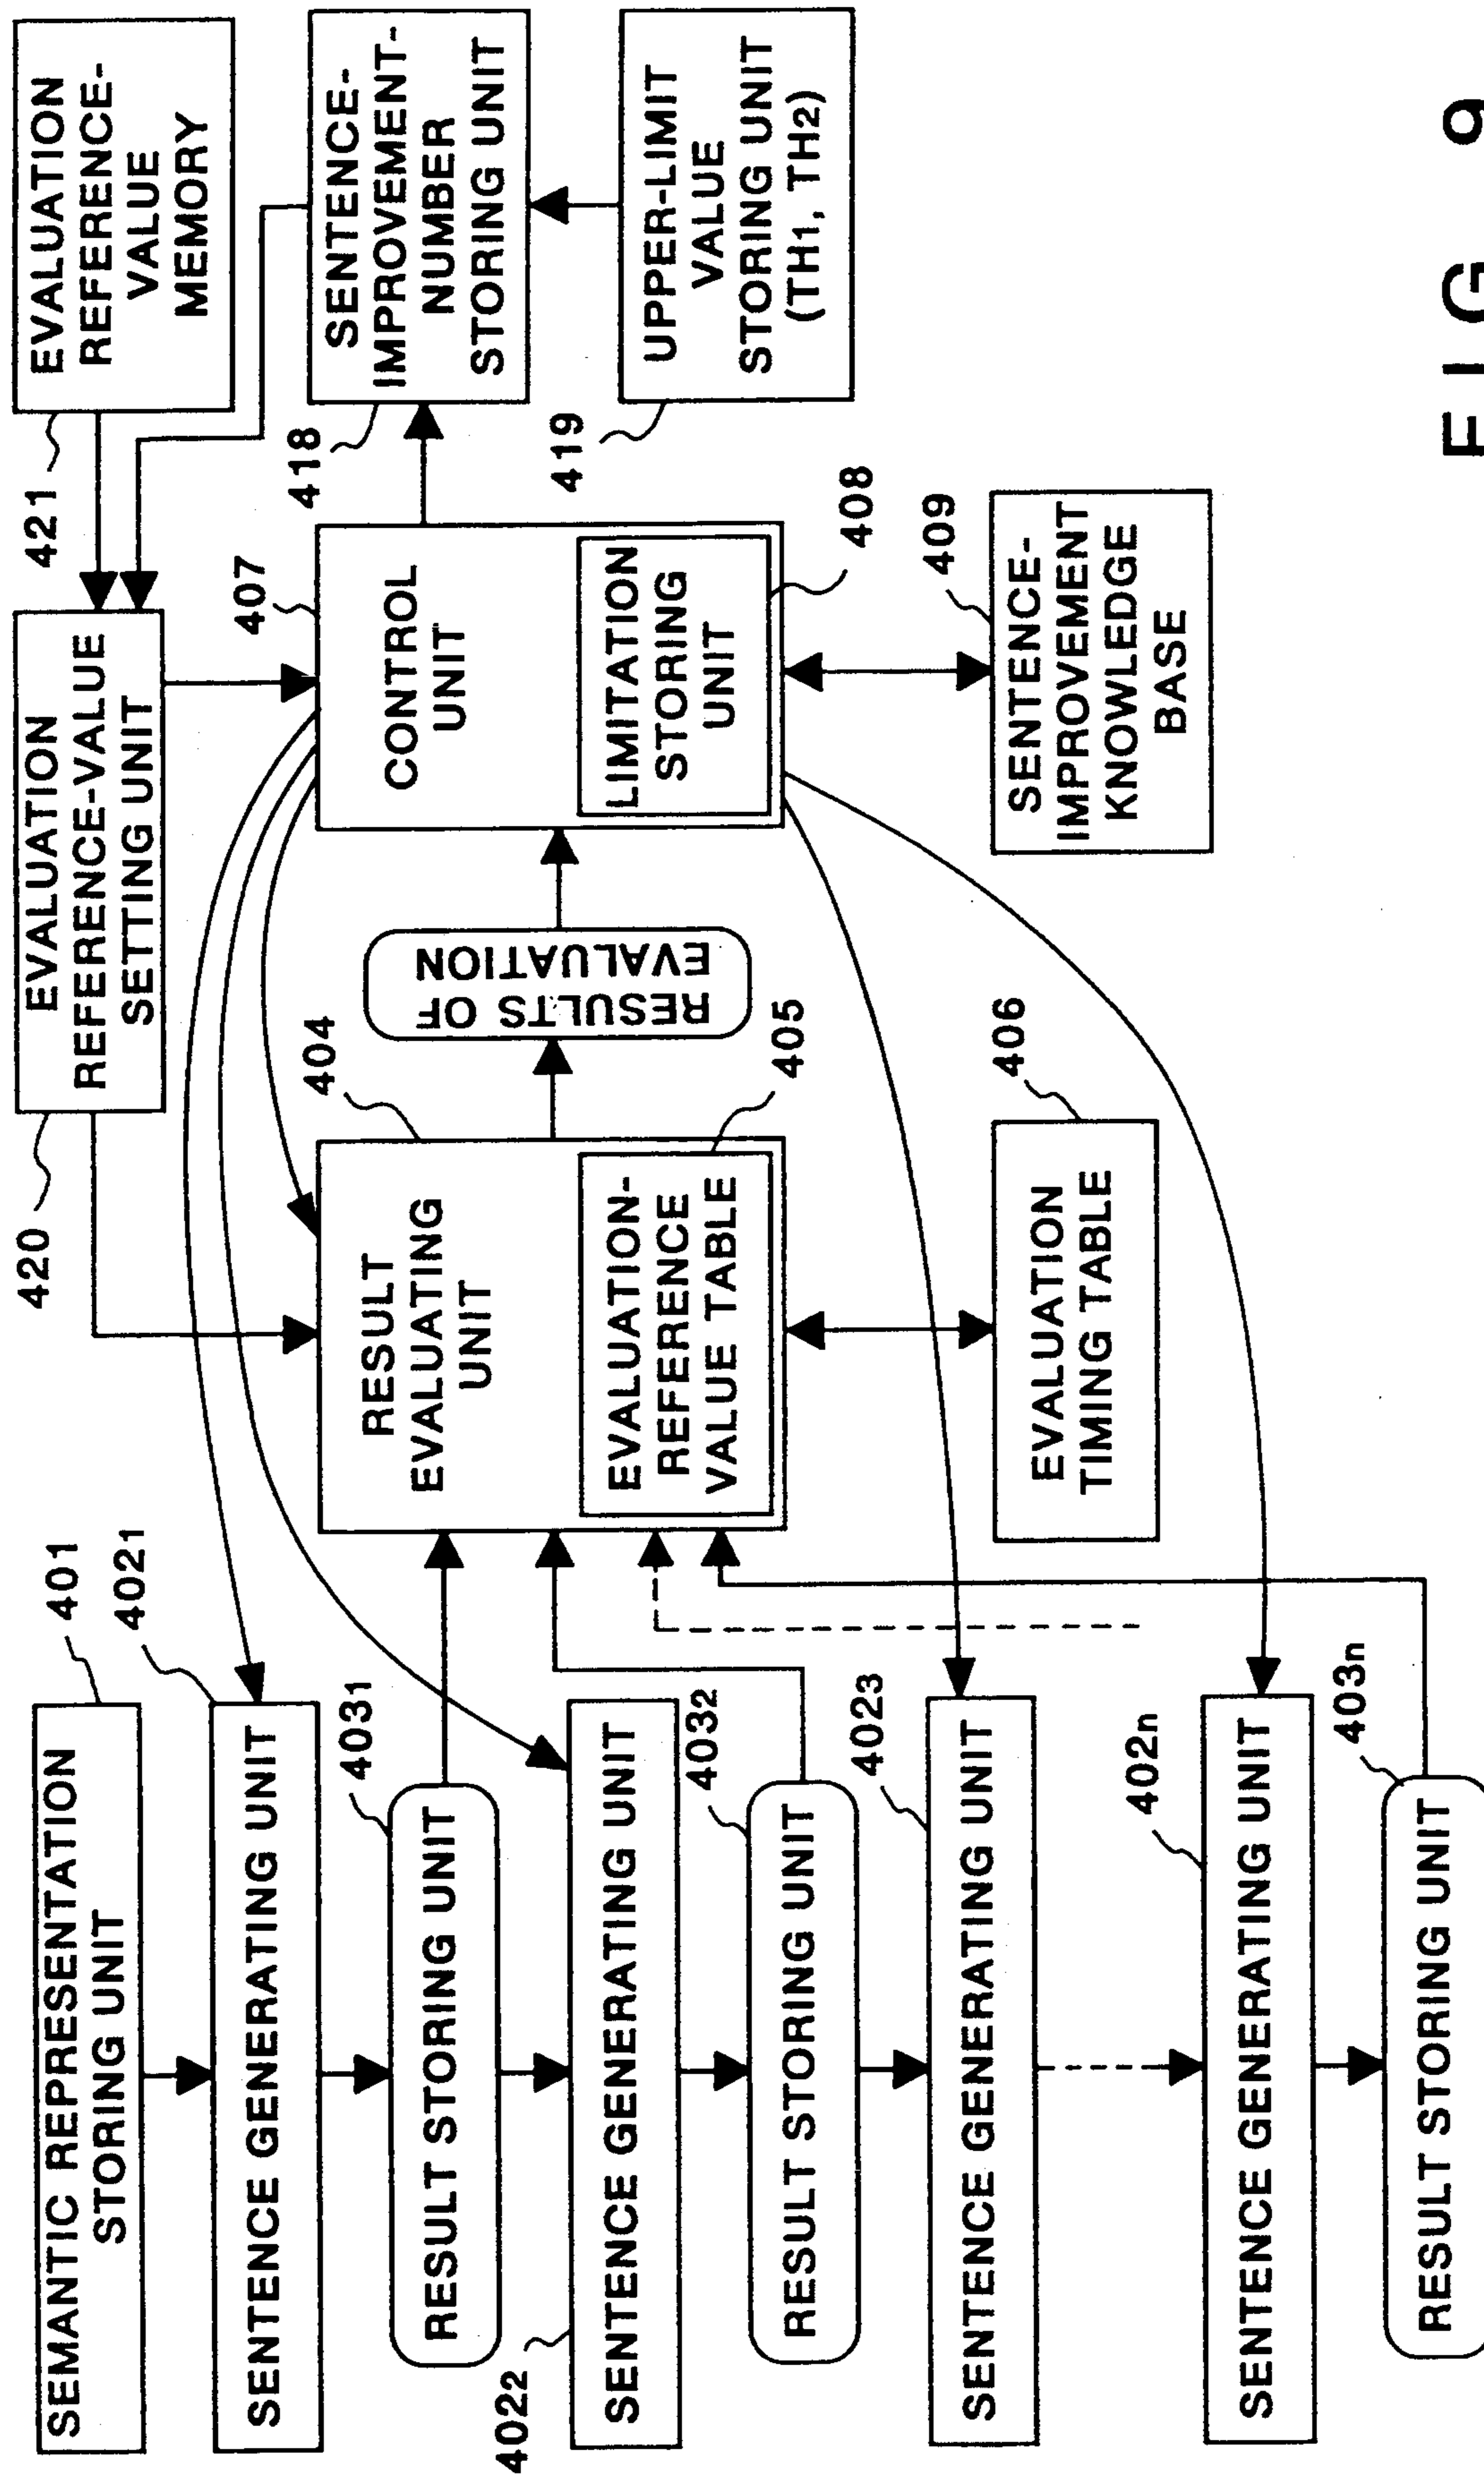 SEMANTIC REPRESENTATION
STORING UNIT
401
SENTENCE GENERATING UNIT
4021
RESULT STORING UNIT
4031
SENTENCE GENERATING UNIT
4022
RESULT STORING UNIT
4032
SENTENCE GENERATING UNIT
4023
SENTENCE GENERATING UNIT
402n
RESULT STORING UNIT
403n
EVALUATION
REFERENCE-VALUE
SETTING UNIT
420
RESULT
EVALUATING
UNIT
404
EVALUATION-
REFERENCE
VALUE TABLE
405
EVALUATION
TIMING TABLE
406
RESULTS OF
EVALUATION
CONTROL
UNIT
407
LIMITATION
STORING
UNIT
408
SENTENCE-
IMPROVEMENT
KNOWLEDGE
BASE
409
EVALUATION
REFERENCE-
VALUE
MEMORY
421
SENTENCE-
IMPROVEMENT-
NUMBER
STORING UNIT
418
UPPER-LIMIT
VALUE
STORING UNIT
(TH1, TH2)
419
FIG. 9